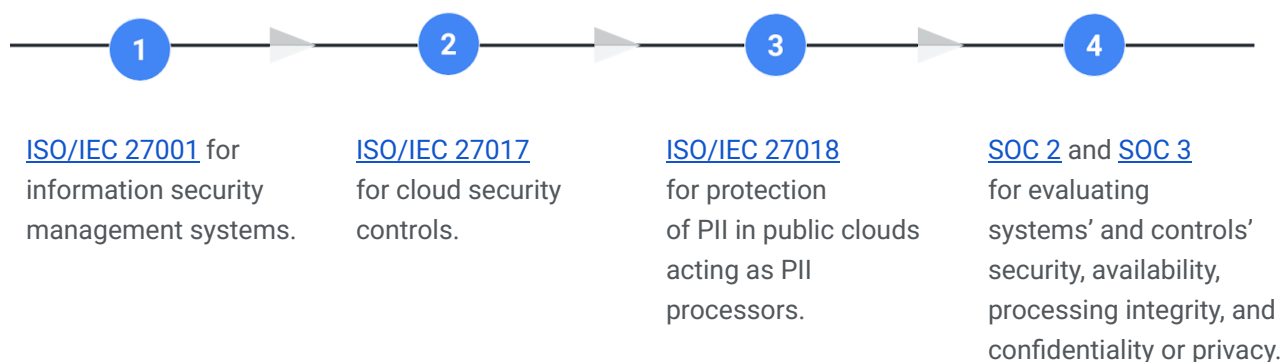 1
2
3
4
ISO/IEC 27001 for
information security
management systems.
ISO/IEC 27017
for cloud security
controls.
ISO/IEC 27018
for protection
of PII in public clouds
acting as PII
processors.
SOC 2 and SOC 3
for evaluating
systems’ and controls’
security, availability,
processing integrity, and
confidentiality or privacy.